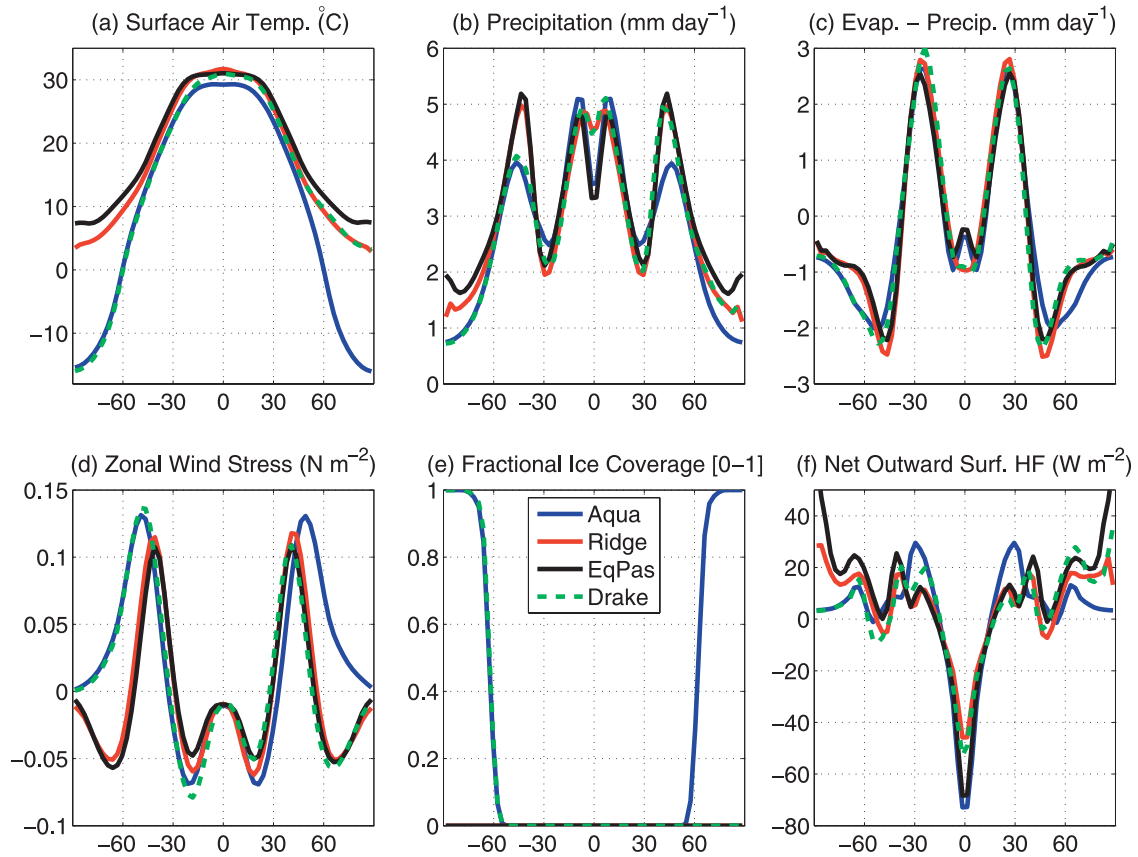 (a) Surface Air Temp. °C
(b) Precipitation (mm day−1)
(c) Evap. − Precip. (mm day−1)
30
20
10
0
−10
−60 −30 0 30 60
6
5
4
3
2
1
0
−60 −30 0 30 60
3
2
1
0
−1
−2
−3
−60 −30 0 30 60
(d) Zonal Wind Stress (N m−2)
(e) Fractional Ice Coverage [0−1]
(f) Net Outward Surf. HF (W m−2)
0.15
0.1
0.05
0
−0.05
−0.1
−60 −30 0 30 60
1
0.8
0.6
0.4
0.2
0
Aqua
Ridge
EqPas
Drake
−60 −30 0 30 60
40
20
0
−20
−40
−60
−80
−60 −30 0 30 60